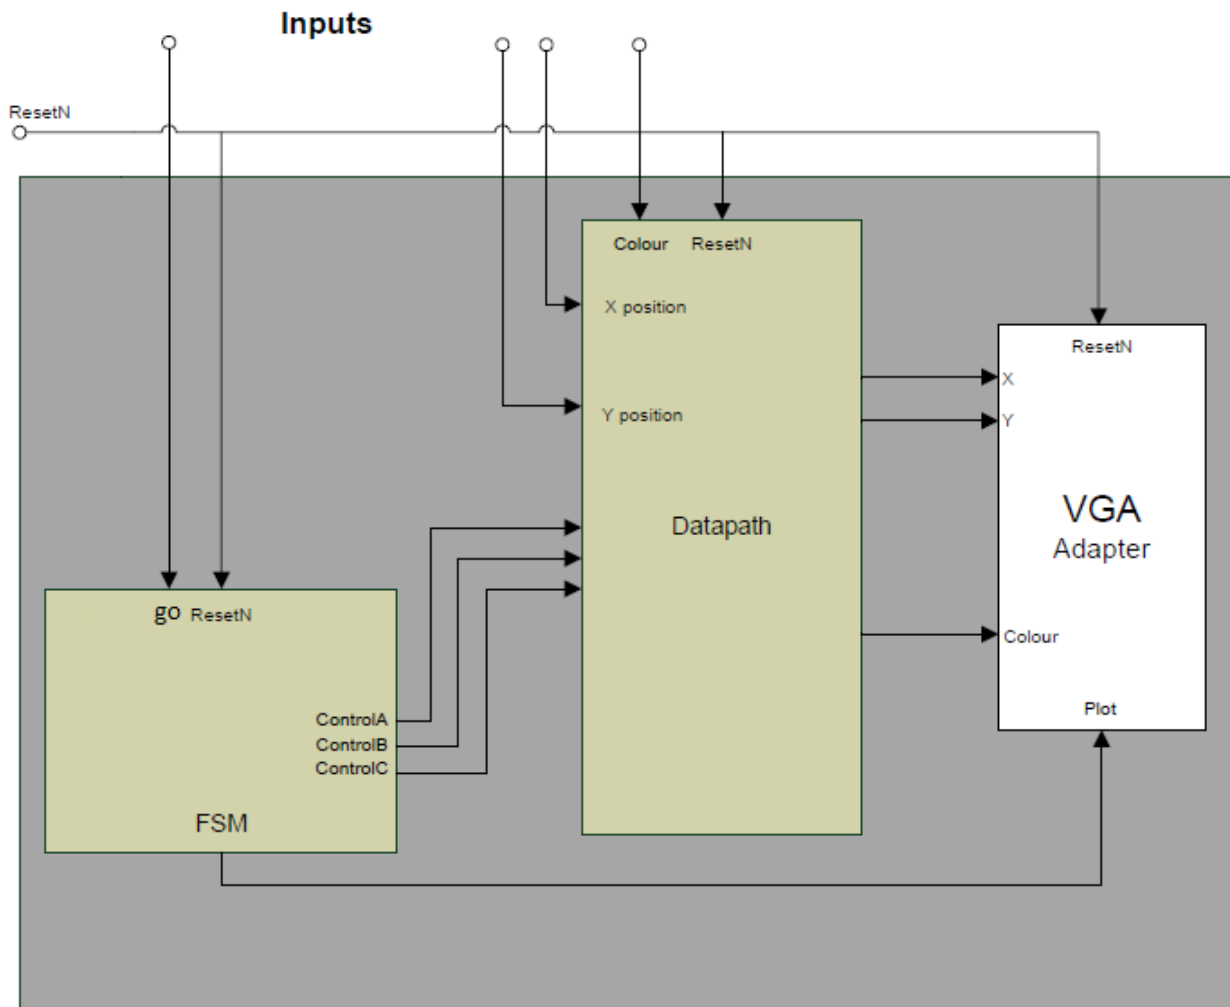 Inputs
ResetN
Colour ResetN
X position
ResetN
X
Y position
Y
VGA
Adapter
Datapath
go ResetN
Colour
ControlA
ControlB
ControlC
Plot
FSM